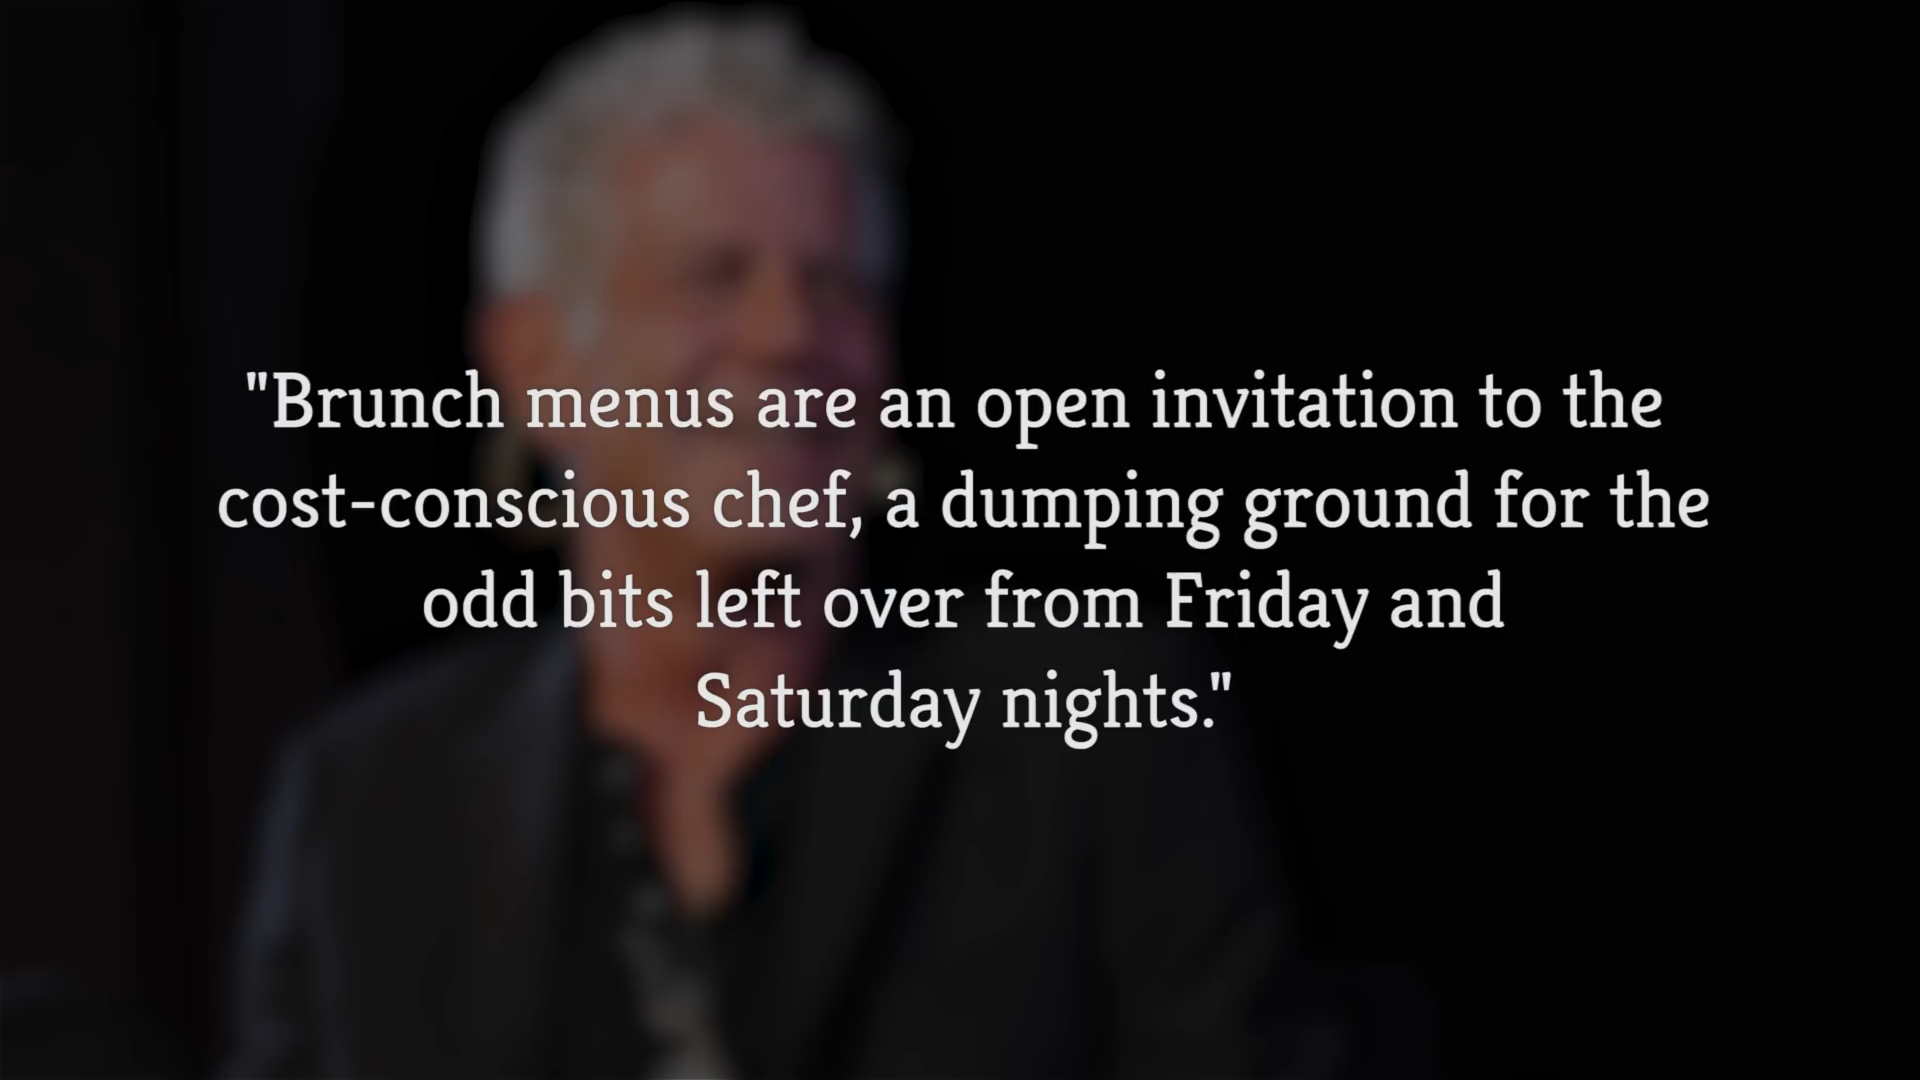 "Brunch menus are an open invitation to the
cost-conscious chef, a dumping ground for the
odd bits left over from Friday and
Saturday nights."